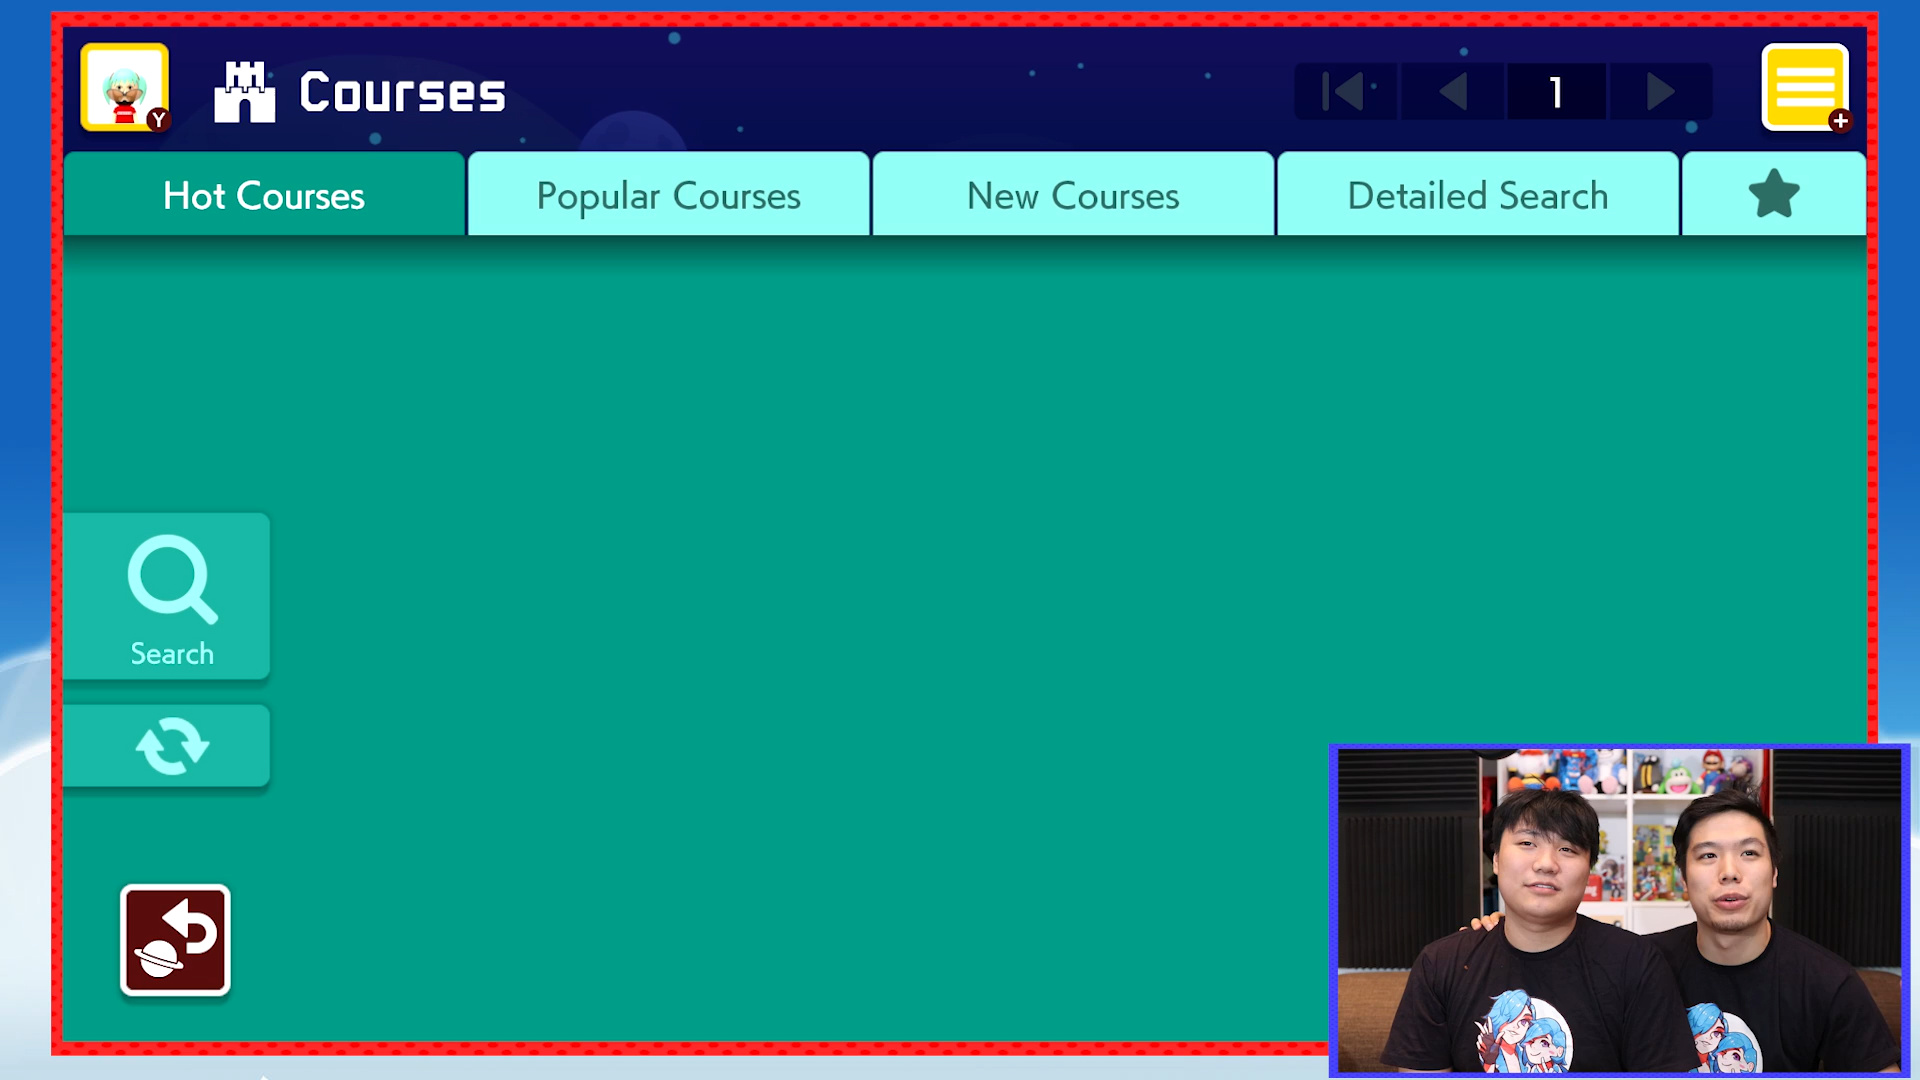 Y
Courses
1
+
Hot Courses
Popular Courses
New Courses
Detailed Search
Search